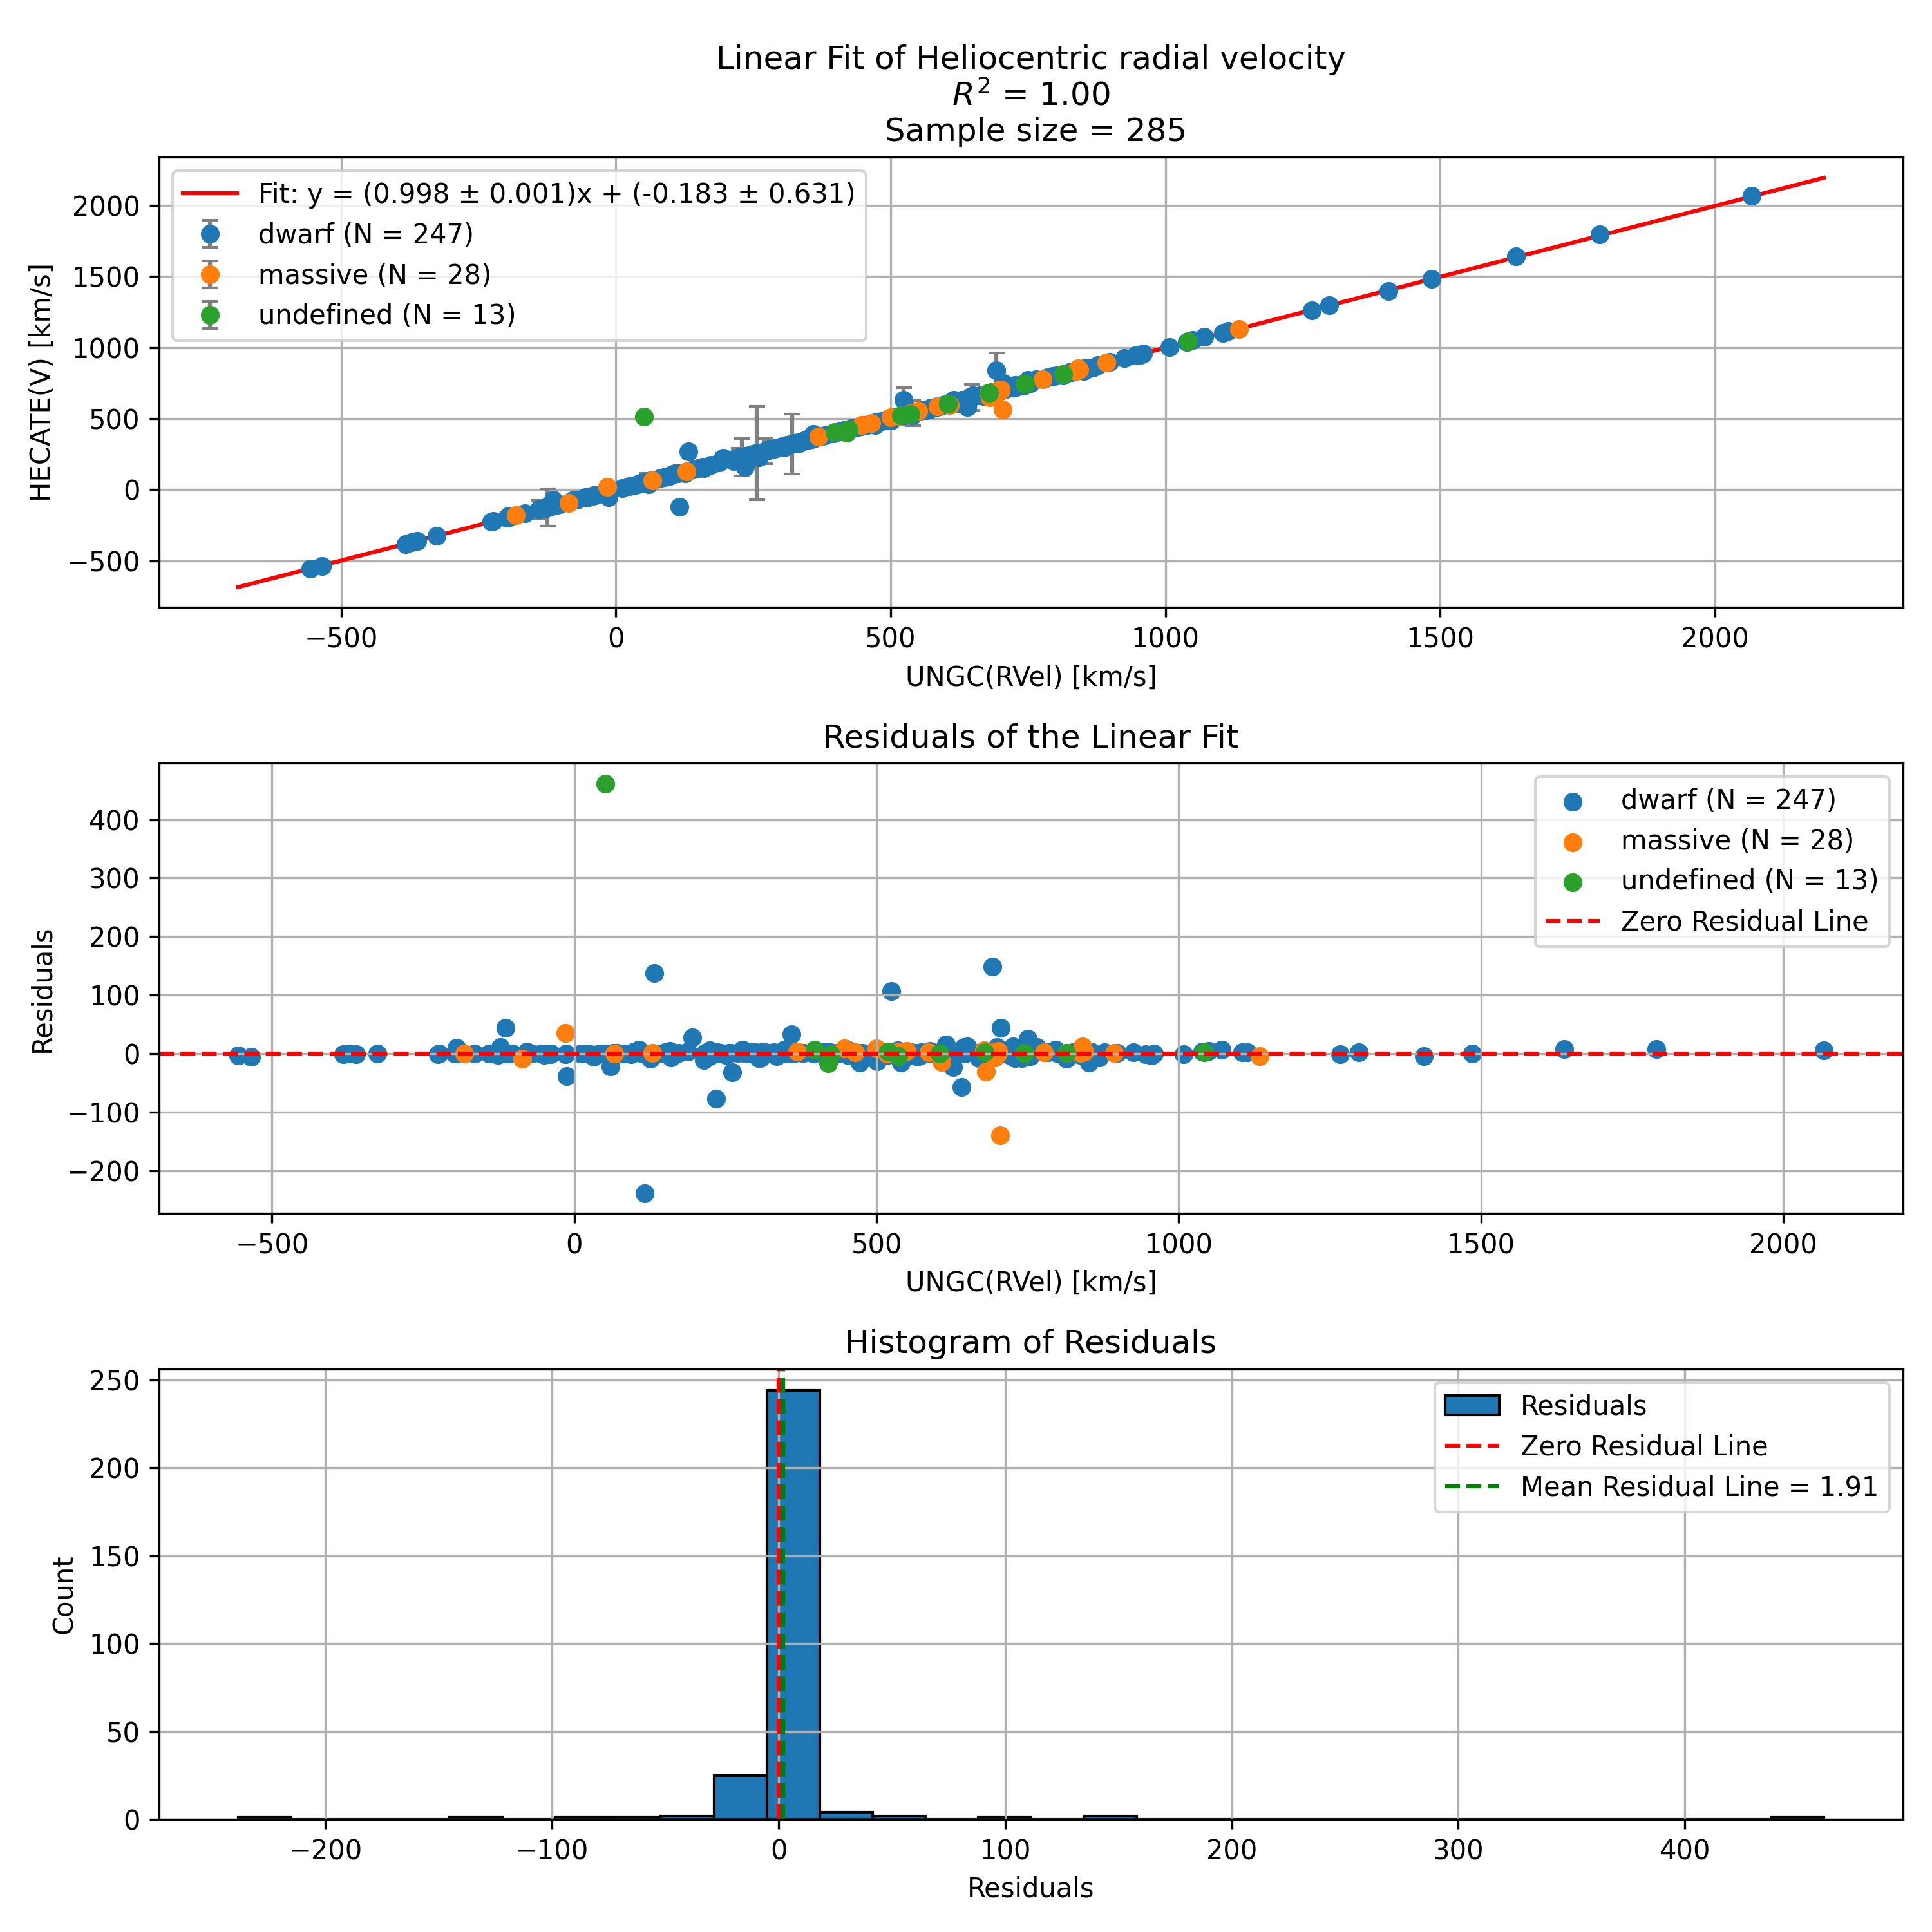 Linear Fit of Heliocentric radial velocity
R² = 1.00
Sample size = 285
Fit: y = (0.998 ± 0.001)x + (-0.183 ± 0.631)
dwarf (N = 247)
massive (N = 28)
undefined (N = 13)
2000
1500
1000
500
0
−500
HECATE(V) [km/s]
−500 0 500 1000 1500 2000
UNGC(RVel) [km/s]
Residuals of the Linear Fit
dwarf (N = 247)
massive (N = 28)
undefined (N = 13)
Zero Residual Line
400
300
200
100
0
−100
−200
Residuals
−500 0 500 1000 1500 2000
UNGC(RVel) [km/s]
Histogram of Residuals
Residuals
Zero Residual Line
Mean Residual Line = 1.91
250
200
150
100
50
0
Count
−200 −100 0 100 200 300 400
Residuals